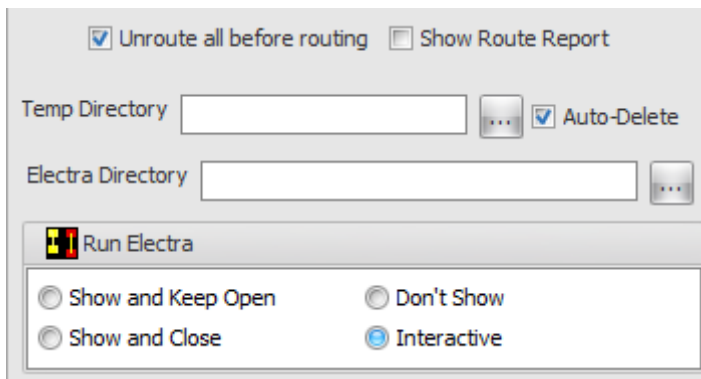 Unroute all before routing Show Route Report
Temp Directory ... Auto-Delete
Electra Directory ...
Run Electra
Show and Keep Open Don't Show
Show and Close Interactive